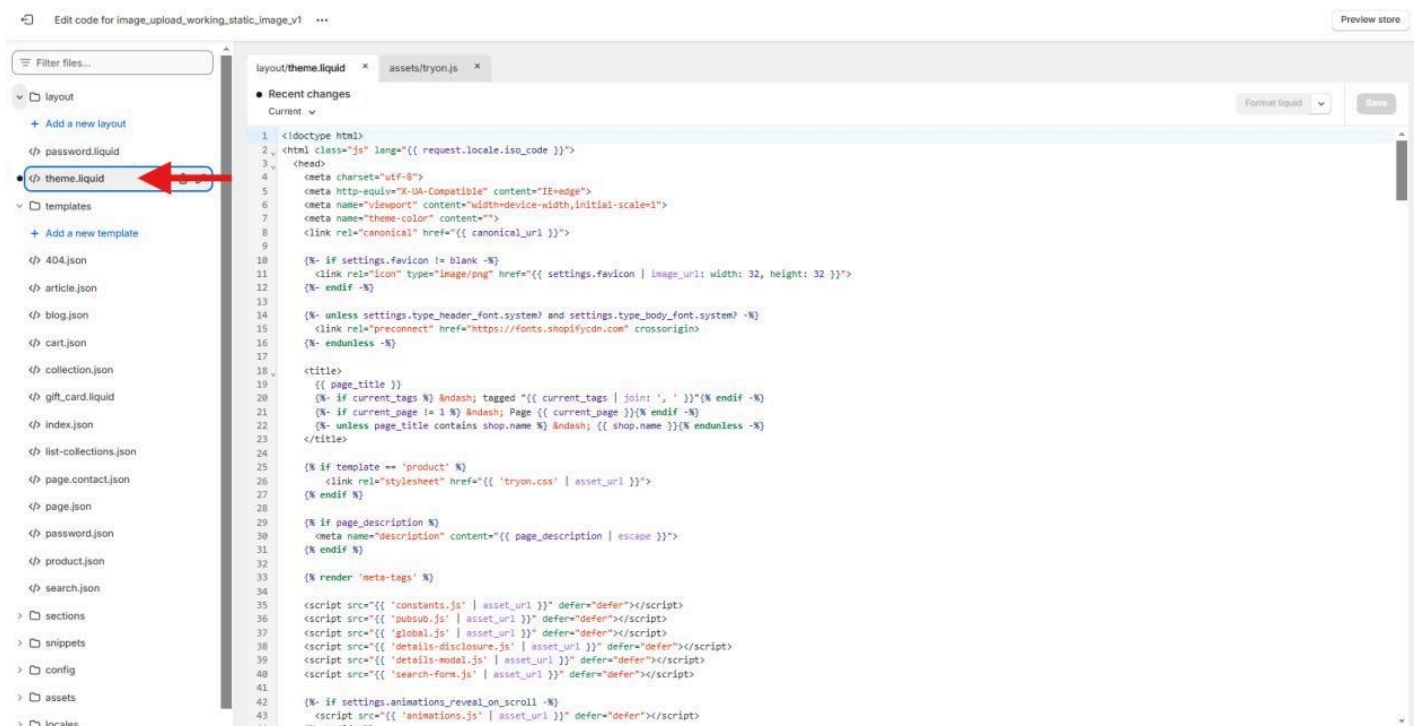 Edit code for image_upload_working_static_image_v1 ...
Preview store
Filter files...
layout
+ Add a new layout
</> password.liquid
</> theme.liquid
templates
+ Add a new template
</> 404.json
</> article.json
</> blog.json
</> cart.json
</> collection.json
</> gift_card.liquid
</> index.json
</> list-collections.json
</> page.contact.json
</> page.json
</> password.json
</> product.json
</> search.json
sections
snippets
config
assets
locales
layout/theme.liquid × assets/tryon.js ×
Recent changes
Current
Format liquid
Save
1 <!doctype html>
2 <html class="js" lang="{{ request.locale.iso_code }}">
3 <head>
4 <meta charset="utf-8">
5 <meta http-equiv="X-UA-Compatible" content="IE=edge">
6 <meta name="viewport" content="width=device-width,initial-scale=1">
7 <meta name="theme-color" content="">
8 <link rel="canonical" href="{{ canonical_url }}">
9
10 {%- if settings.favicon != blank -%}
11 <link rel="icon" type="image/png" href="{{ settings.favicon | image_url: width: 32, height: 32 }}">
12 {%- endif -%}
13
14 {%- unless settings.type_header_font.system? and settings.type_body_font.system? -%}
15 <link rel="preconnect" href="https://fonts.shopifycdn.com" crossorigin>
16 {%- endunless -%}
17
18 <title>
19 {{ page_title }}
20 {%- if current_tags %} &ndash; tagged "{{ current_tags | join: ', ' }}"{% endif -%}
21 {%- if current_page != 1 %} &ndash; Page {{ current_page }}{% endif -%}
22 {%- unless page_title contains shop.name %} &ndash; {{ shop.name }}{% endunless -%}
23 </title>
24
25 {% if template == 'product' %}
26 <link rel="stylesheet" href="{{ 'tryon.css' | asset_url }}">
27 {% endif %}
28
29 {% if page_description %}
30 <meta name="description" content="{{ page_description | escape }}">
31 {% endif %}
32
33 {% render 'meta-tags' %}
34
35 <script src="{{ 'constants.js' | asset_url }}" defer="defer"></script>
36 <script src="{{ 'pubsub.js' | asset_url }}" defer="defer"></script>
37 <script src="{{ 'global.js' | asset_url }}" defer="defer"></script>
38 <script src="{{ 'details-disclosure.js' | asset_url }}" defer="defer"></script>
39 <script src="{{ 'details-modal.js' | asset_url }}" defer="defer"></script>
40 <script src="{{ 'search-form.js' | asset_url }}" defer="defer"></script>
41
42 {%- if settings.animations_reveal_on_scroll -%}
43 <script src="{{ 'animations.js' | asset_url }}" defer="defer"></script>